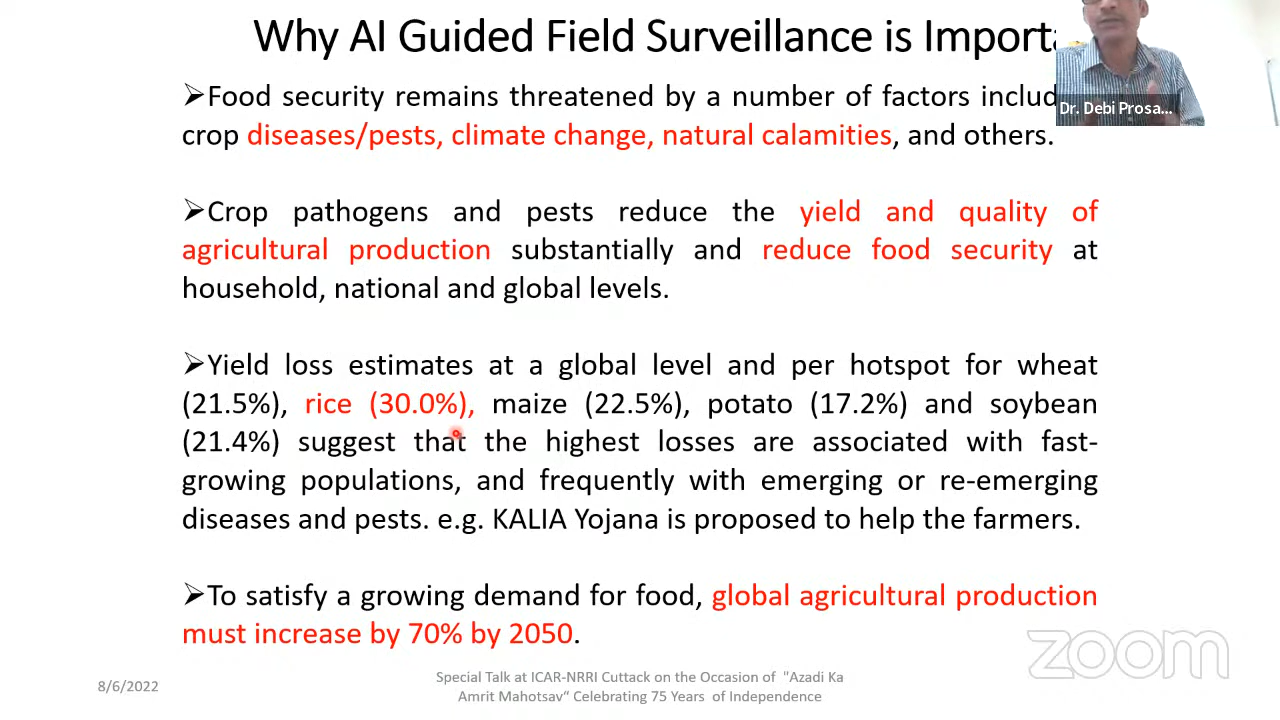 Why AI Guided Field Surveillance is Importa
➢Food security remains threatened by a number of factors includ
crop diseases/pests, climate change, natural calamities, and others.
➢Crop pathogens and pests reduce the yield and quality of
agricultural production substantially and reduce food security at
household, national and global levels.
➢Yield loss estimates at a global level and per hotspot for wheat
(21.5%), rice (30.0%), maize (22.5%), potato (17.2%) and soybean
(21.4%) suggest that the highest losses are associated with fast-
growing populations, and frequently with emerging or re-emerging
diseases and pests. e.g. KALIA Yojana is proposed to help the farmers.
➢To satisfy a growing demand for food, global agricultural production
must increase by 70% by 2050.
Dr. Debi Prosa...
zoom
8/6/2022
Special Talk at ICAR-NRRI Cuttack on the Occasion of "Azadi Ka
Amrit Mahotsav“ Celebrating 75 Years of Independence